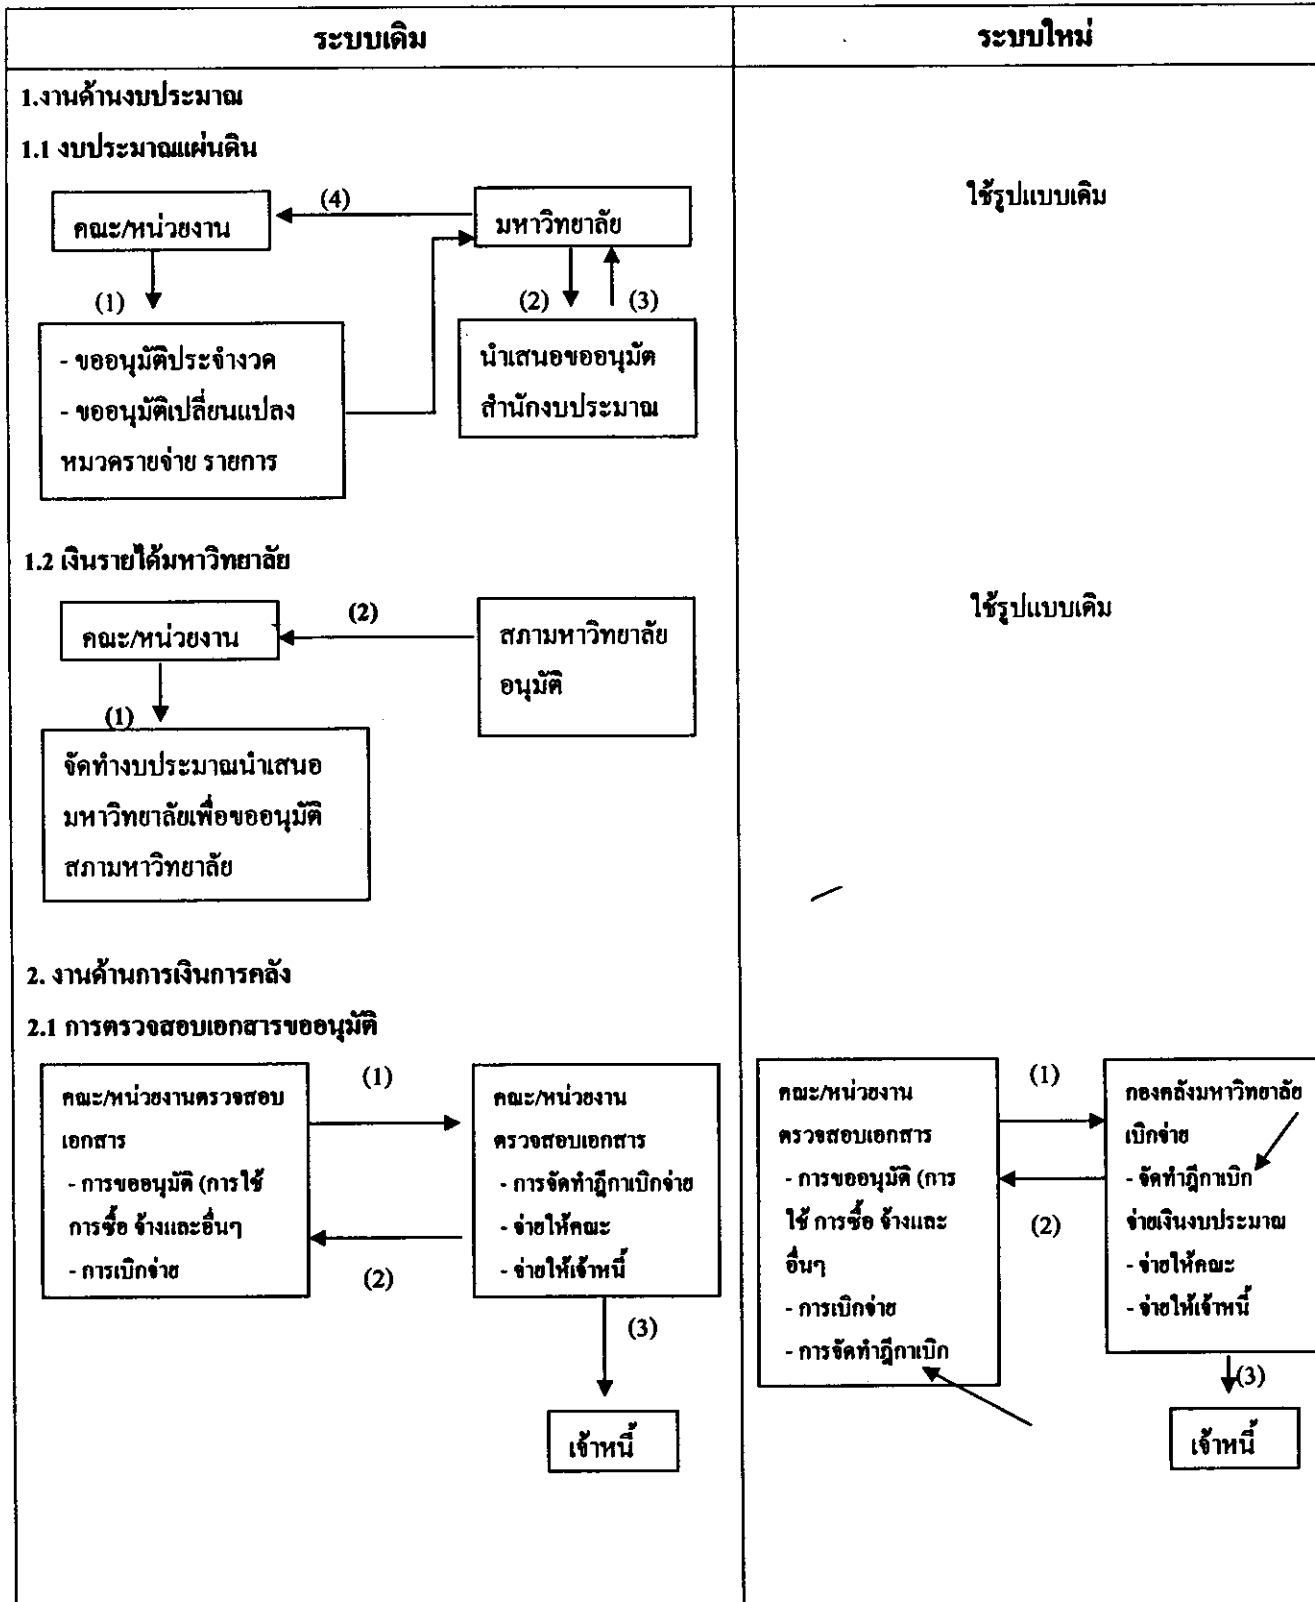 ระบบเดิม
ระบบใหม่
1.งานด้านงบประมาณ
1.1 งบประมาณแผ่นดิน
ใช้รูปแบบเดิม
(4)
คณะ/หน่วยงาน
มหาวิทยาลัย
(1)
(2)
(3)
- ขออนุมัติประจำงวด
- ขออนุมัติเปลี่ยนแปลง
หมวดรายจ่าย รายการ
นำเสนอขออนุมัต
สำนักงบประมาณ
1.2 เงินรายได้มหาวิทยาลัย
ใช้รูปแบบเดิม
คณะ/หน่วยงาน
(2)
สภามหาวิทยาลัย
อนุมัติ
(1)
จัดทำงบประมาณนำเสนอ
มหาวิทยาลัยเพื่อขออนุมัติ
สภามหาวิทยาลัย
2. งานด้านการเงินการคลัง
2.1 การตรวจสอบเอกสารขออนุมัติ
คณะ/หน่วยงานตรวจสอบ
เอกสาร
- การขออนุมัติ (การใช้
การซื้อ จ้างและอื่นๆ
- การเบิกจ่าย
(1)
(2)
คณะ/หน่วยงาน
ตรวจสอบเอกสาร
- การจัดทำฎีกาเบิกจ่าย
- จ่ายให้คณะ
- จ่ายให้เจ้าหนี้
(3)
เจ้าหนี้
คณะ/หน่วยงาน
ตรวจสอบเอกสาร
- การขออนุมัติ (การ
ใช้ การซื้อ จ้างและ
อื่นๆ
- การเบิกจ่าย
- การจัดทำฎีกาเบิก
(1)
(2)
กองคลังมหาวิทยาลัย
เบิกจ่าย
- จัดทำฎีกาเบิก
จ่ายเงินงบประมาณ
- จ่ายให้คณะ
- จ่ายให้เจ้าหนี้
(3)
เจ้าหนี้